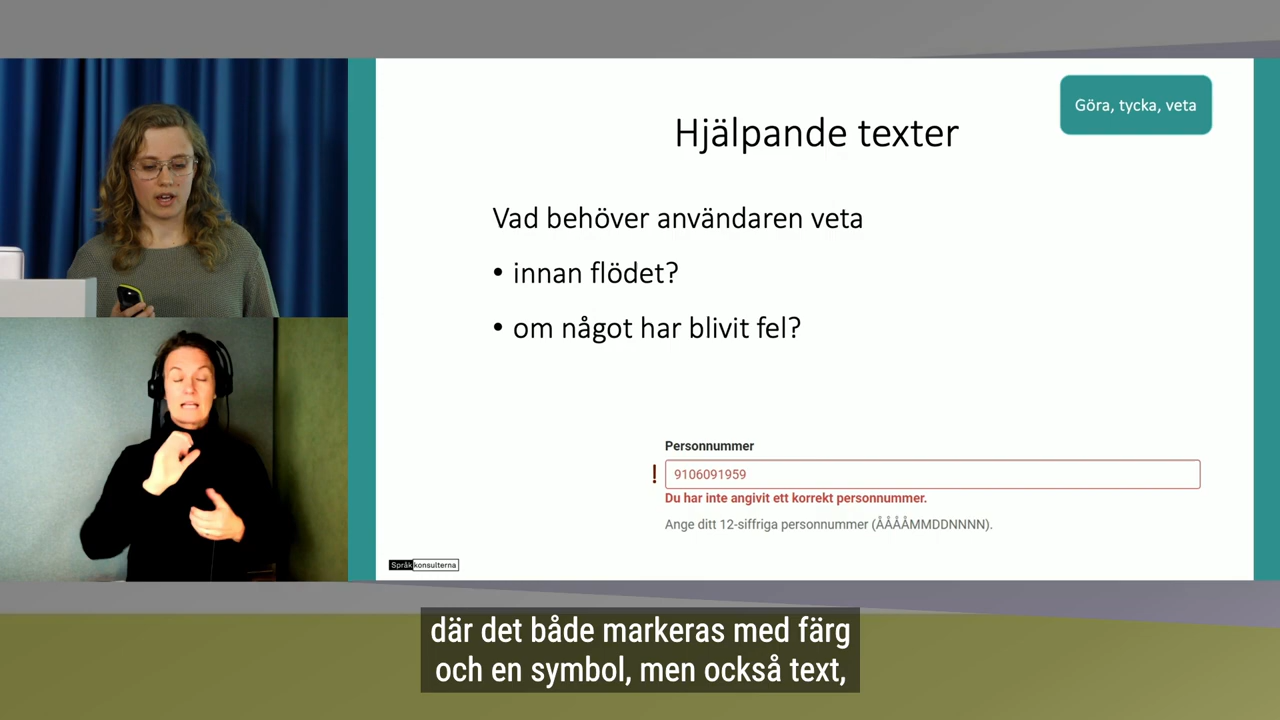 Göra, tycka, veta
Hjälpande texter
Vad behöver användaren veta
• innan flödet?
• om något har blivit fel?
Personnummer
! 9106091959
Du har inte angivit ett korrekt personnummer.
Ange ditt 12-siffriga personnummer (ÅÅÅÅMMDDNNNN).
Språkkonsulterna
där det både markeras med färg
och en symbol, men också text,